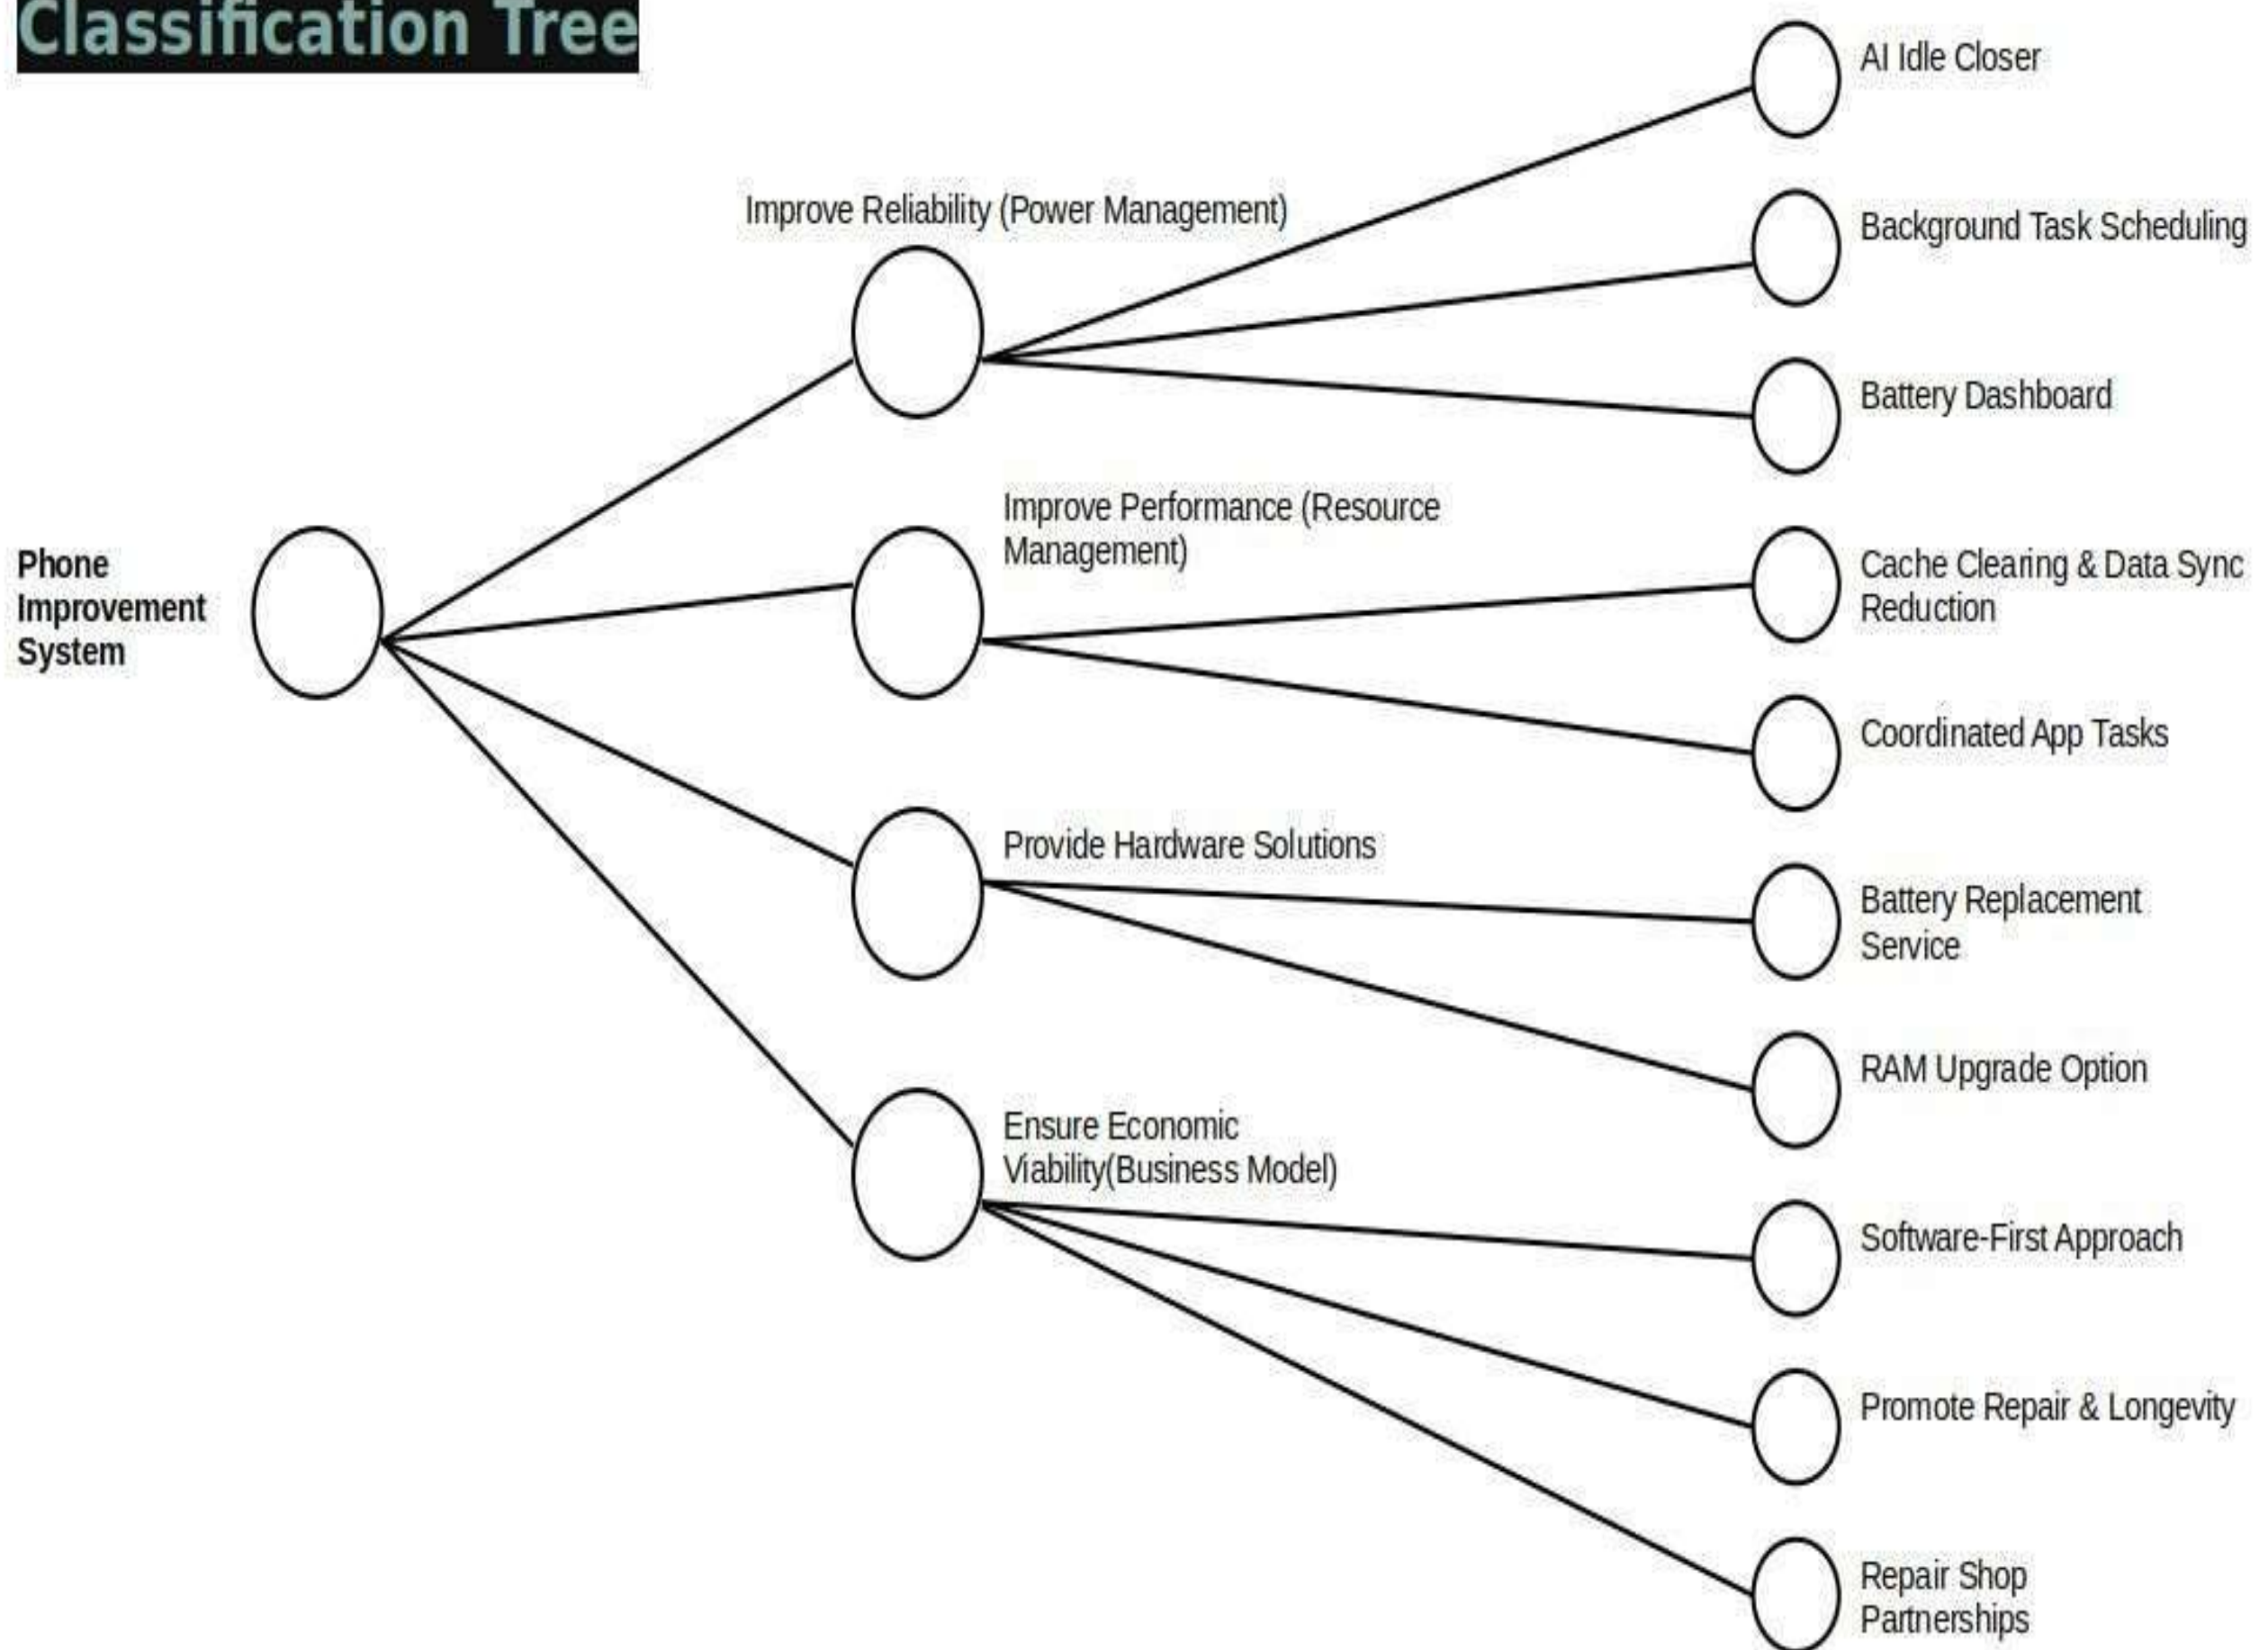 Classification Tree
AI Idle Closer
Improve Reliability (Power Management)
Background Task Scheduling
Battery Dashboard
Improve Performance (Resource
Management)
Phone
Improvement
System
Cache Clearing & Data Sync
Reduction
Coordinated App Tasks
Provide Hardware Solutions
Battery Replacement
Service
RAM Upgrade Option
Ensure Economic
Viability(Business Model)
Software-First Approach
Promote Repair & Longevity
Repair Shop
Partnerships